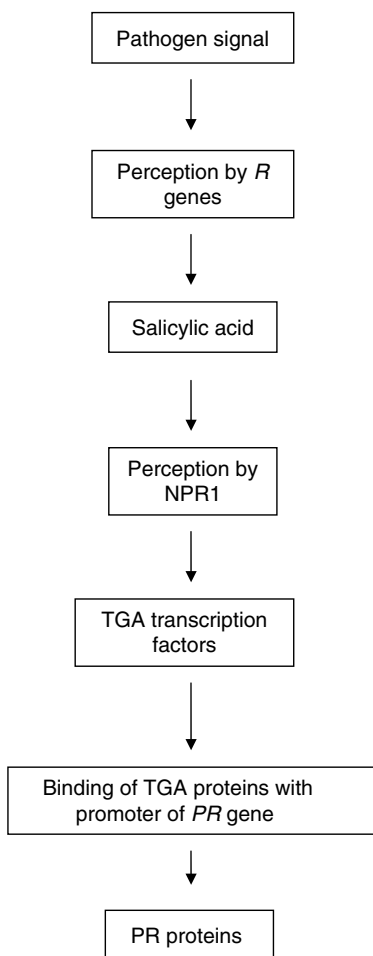 Pathogen signal
Perception by R
genes
Salicylic acid
Perception by
NPR1
TGA transcription
factors
Binding of TGA proteins with
promoter of PR gene
PR proteins